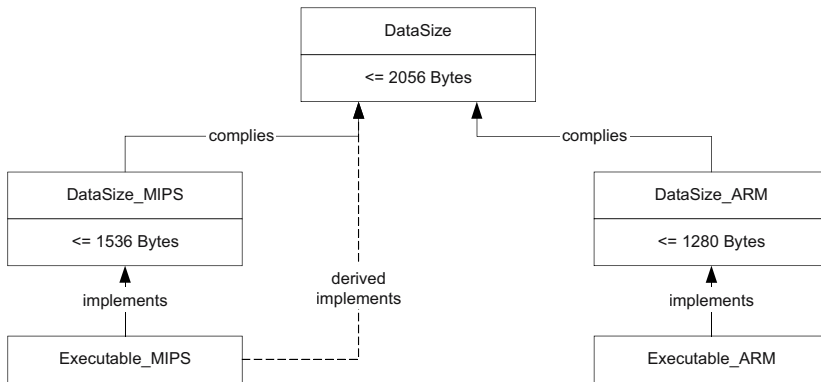 DataSize
<= 2056 Bytes
complies
complies
DataSize_MIPS
DataSize_ARM
<= 1536 Bytes
<= 1280 Bytes
derived
implements
implements
implements
Executable_MIPS
Executable_ARM